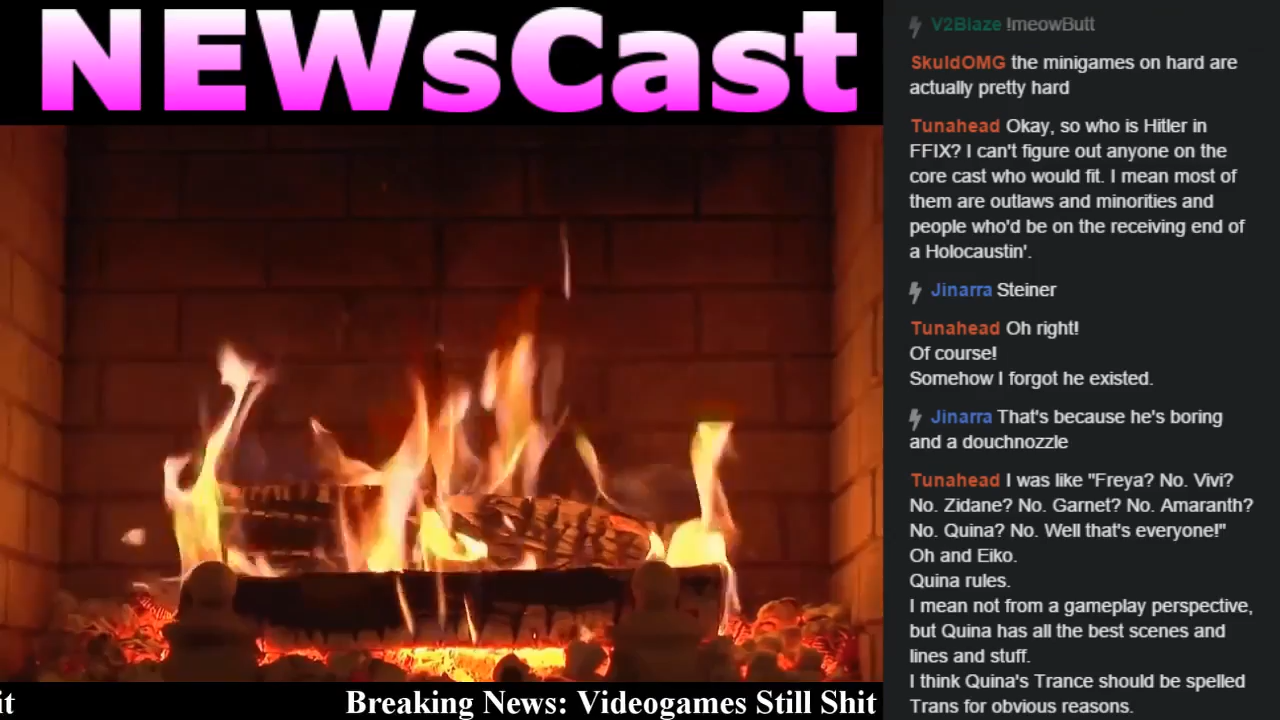 NEWsCast
it
Breaking News: Videogames Still Shit
V2Blaze !meowButt
SkuldOMG the minigames on hard are
actually pretty hard
Tunahead Okay, so who is Hitler in
FFIX? I can't figure out anyone on the
core cast who would fit. I mean most of
them are outlaws and minorities and
people who'd be on the receiving end of
a Holocaustin'.
Jinarra Steiner
Tunahead Oh right!
Of course!
Somehow I forgot he existed.
Jinarra That's because he's boring
and a douchnozzle
Tunahead I was like "Freya? No. Vivi?
No. Zidane? No. Garnet? No. Amaranth?
No. Quina? No. Well that's everyone!"
Oh and Eiko.
Quina rules.
I mean not from a gameplay perspective,
but Quina has all the best scenes and
lines and stuff.
I think Quina's Trance should be spelled
Trans for obvious reasons.